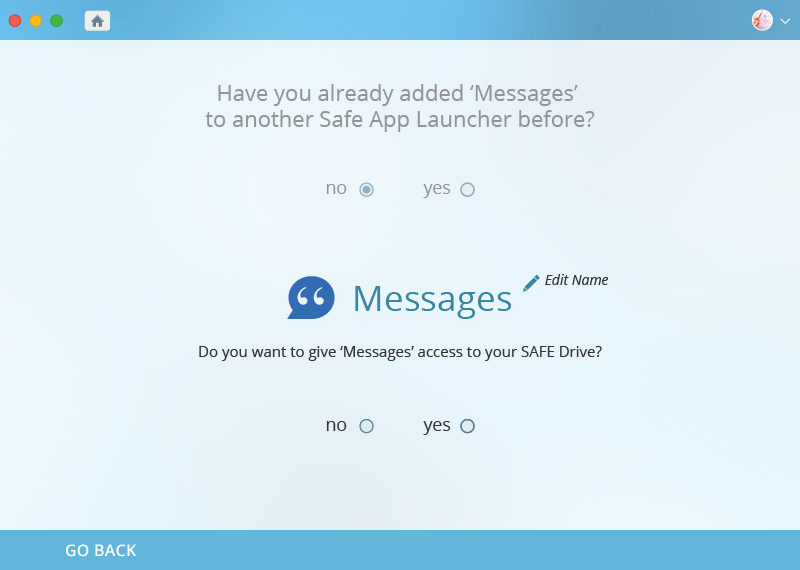 Have you already added ‘Messages’
to another Safe App Launcher before?
no yes
Edit Name
Messages
Do you want to give ‘Messages’ access to your SAFE Drive?
no yes
GO BACK